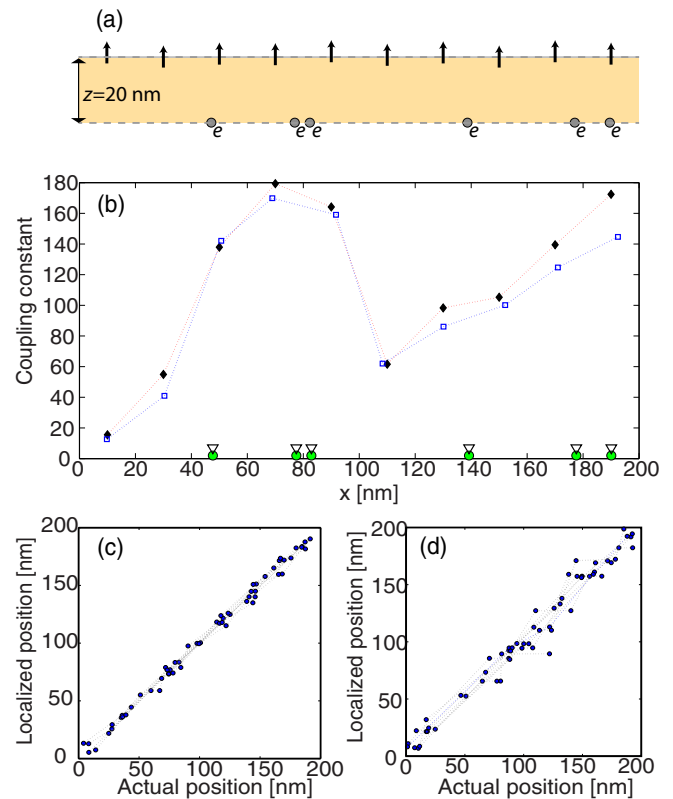 (a)
z=20 nm
e e e e e e
(b)
Coupling constant
180
160
140
120
100
80
60
40
20
0
0 20 40 60 80 100 120 140 160 180 200
x [nm]
(c)
Localized position [nm]
200
150
100
50
0
0 50 100 150 200
Actual position [nm]
(d)
Localized position [nm]
200
150
100
50
0
0 50 100 150 200
Actual position [nm]